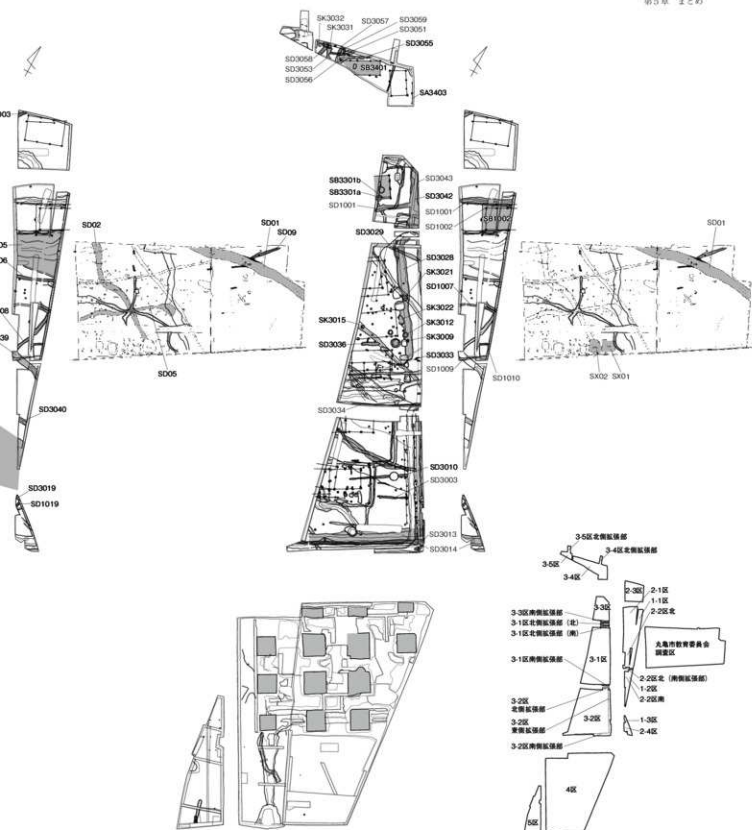 第5章 まとめ
SK3032
SK3031
SD3057
SD3059
SD3051
SD3055
SD3058
SD3053
SD3056
SB3401
SA3403
SB3301b
SB3301a
SD1001
SD3043
SD3042
SD1001
SD1002
SB1002
SD02
SD01
SD09
SD05
SD3029
SD3028
SK3021
SD1007
SK3022
SK3012
SK3009
SK3015
SD3036
SD3033
SD1009
SD1010
SD3034
SD01
SX02
SX01
SD3040
SD3019
SD1019
SD3010
SD3003
SD3013
SD3014
3-5区北側拡張部
3-4区北側拡張部
3-5区
3-4区
2-3区
2-1区
1-1区
2-2区北
3-3区
3-3区南側拡張部
3-1区北側拡張部(北)
3-1区北側拡張部(南)
丸亀市教育委員会
調査区
3-1区
3-1区南側拡張部
2-2区北(南側拡張部)
1-2区
2-2区南
3-2区
北側拡張部
3-2区
東側拡張部
3-2区
1-3区
2-4区
3-2区南側拡張部
4区
5区